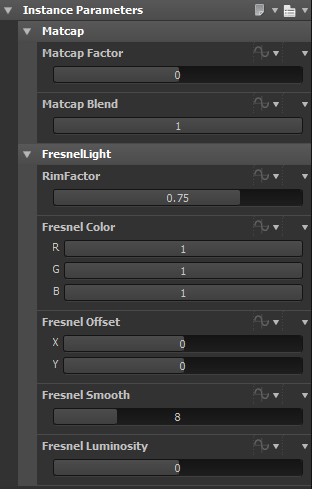 Instance Parameters
Matcap
Matcap Factor
0
Matcap Blend
1
FresnelLight
RimFactor
0.75
Fresnel Color
R 1
G 1
B 1
Fresnel Offset
X 0
Y 0
Fresnel Smooth
8
Fresnel Luminosity
0